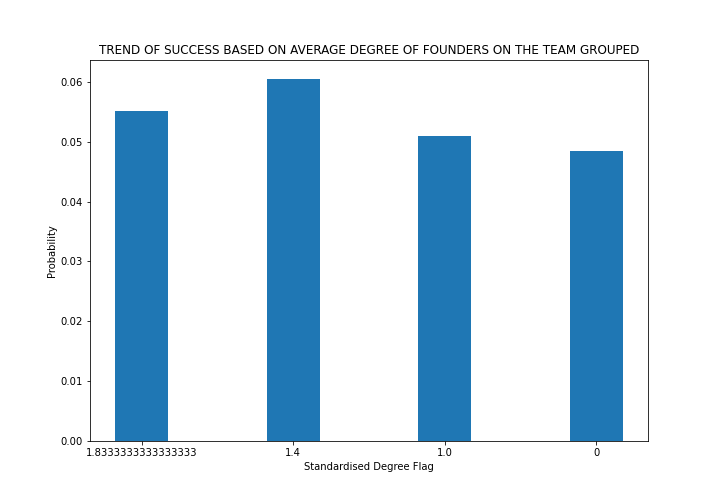 TREND OF SUCCESS BASED ON AVERAGE DEGREE OF FOUNDERS ON THE TEAM GROUPED
0.06
0.05
0.04
0.03
0.02
0.01
0.00
Probability
1.8333333333333333 1.4 1.0 0
Standardised Degree Flag